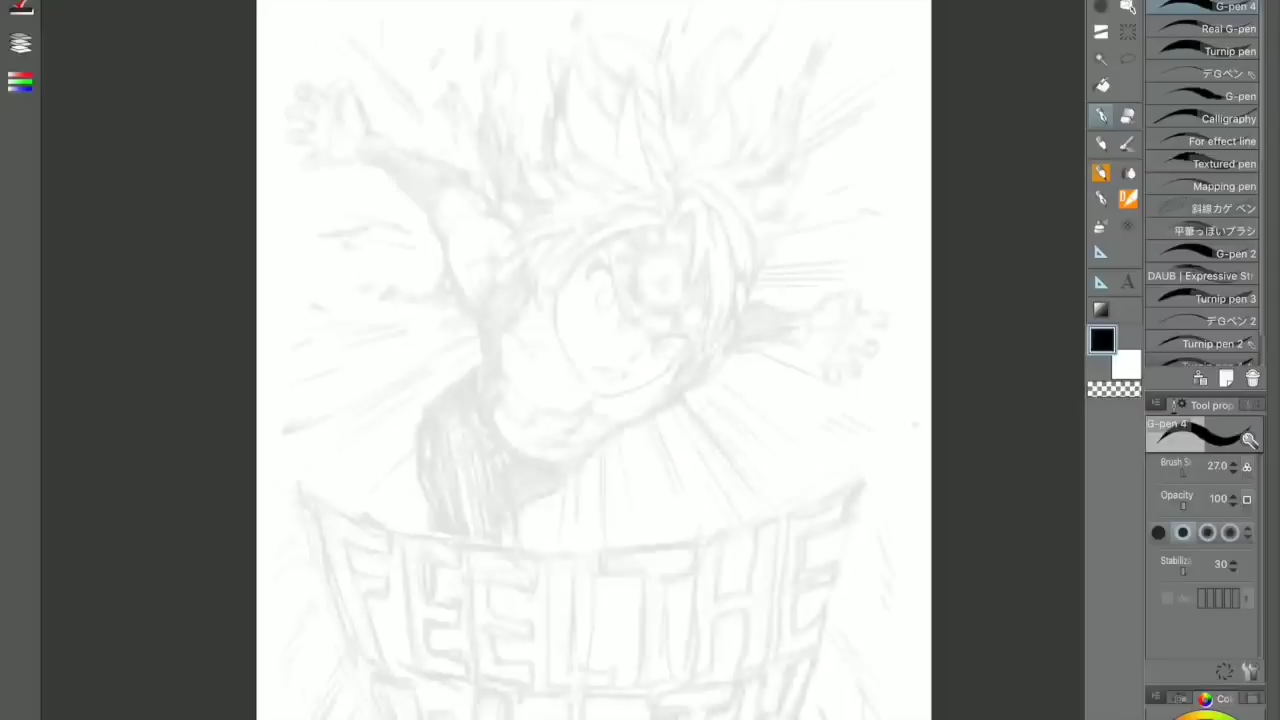 G-pen 4
Real G-pen
Turnip pen
デGペン
G-pen
Calligraphy
For effect line
Textured pen
Mapping pen
斜線カゲ ペン
平筆っぽいブラシ
G-pen 2
DAUB | Expressive St
Turnip pen 3
デGペン 2
Turnip pen 2
A
Tool prop
G-pen 4
Brush Si 27.0
Opacity 100
Stabiliza 30
Col
FEEL THE